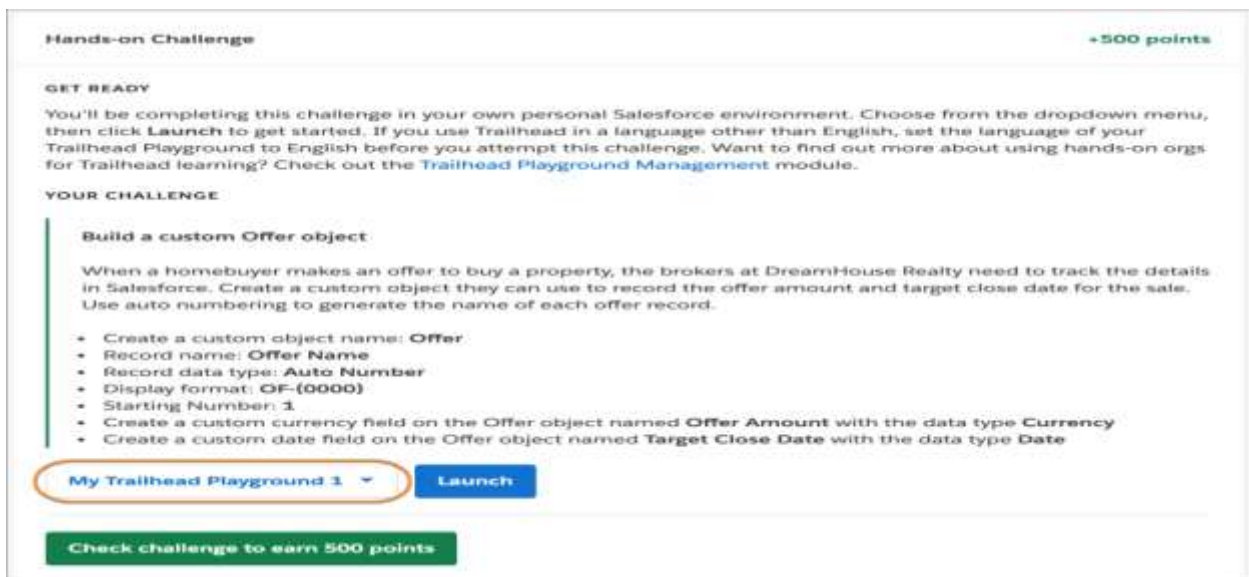 Hands-on Challenge
+500 points
GET READY
You'll be completing this challenge in your own personal Salesforce environment. Choose from the dropdown menu,
then click Launch to get started. If you use Trailhead in a language other than English, set the language of your
Trailhead Playground to English before you attempt this challenge. Want to find out more about using hands-on orgs
for Trailhead learning? Check out the Trailhead Playground Management module.
YOUR CHALLENGE
Build a custom Offer object
When a homebuyer makes an offer to buy a property, the brokers at DreamHouse Realty need to track the details
in Salesforce. Create a custom object they can use to record the offer amount and target close date for the sale.
Use auto numbering to generate the name of each offer record.
• Create a custom object name: Offer
• Record name: Offer Name
• Record data type: Auto Number
• Display format: OF-{0000}
• Starting Number: 1
• Create a custom currency field on the Offer object named Offer Amount with the data type Currency
• Create a custom date field on the Offer object named Target Close Date with the data type Date
My Trailhead Playground 1
Launch
Check challenge to earn 500 points